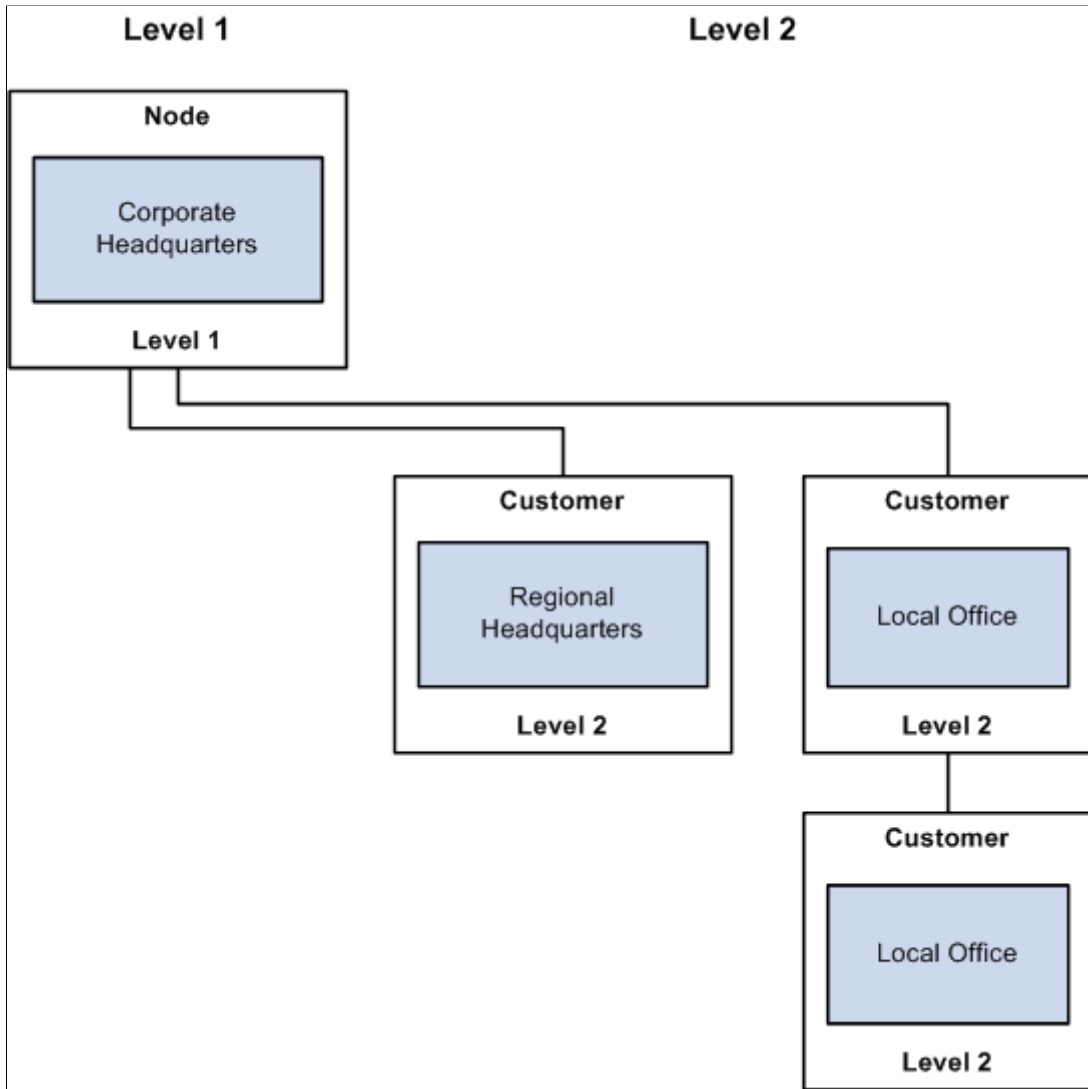 Level 1
Level 2
Node
Corporate
Headquarters
Level 1
Customer
Regional
Headquarters
Level 2
Customer
Local Office
Level 2
Customer
Local Office
Level 2